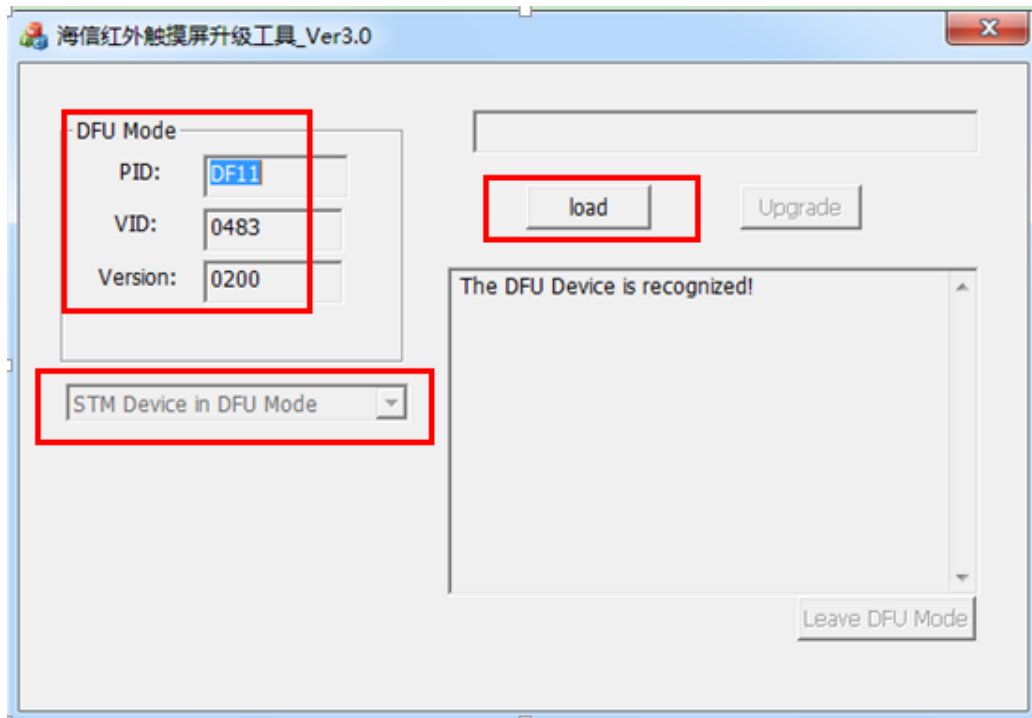 海信红外触摸屏升级工具_Ver3.0
x
DFU Mode
PID: DF11
VID: 0483
Version: 0200
STM Device in DFU Mode
load
Upgrade
The DFU Device is recognized!
Leave DFU Mode